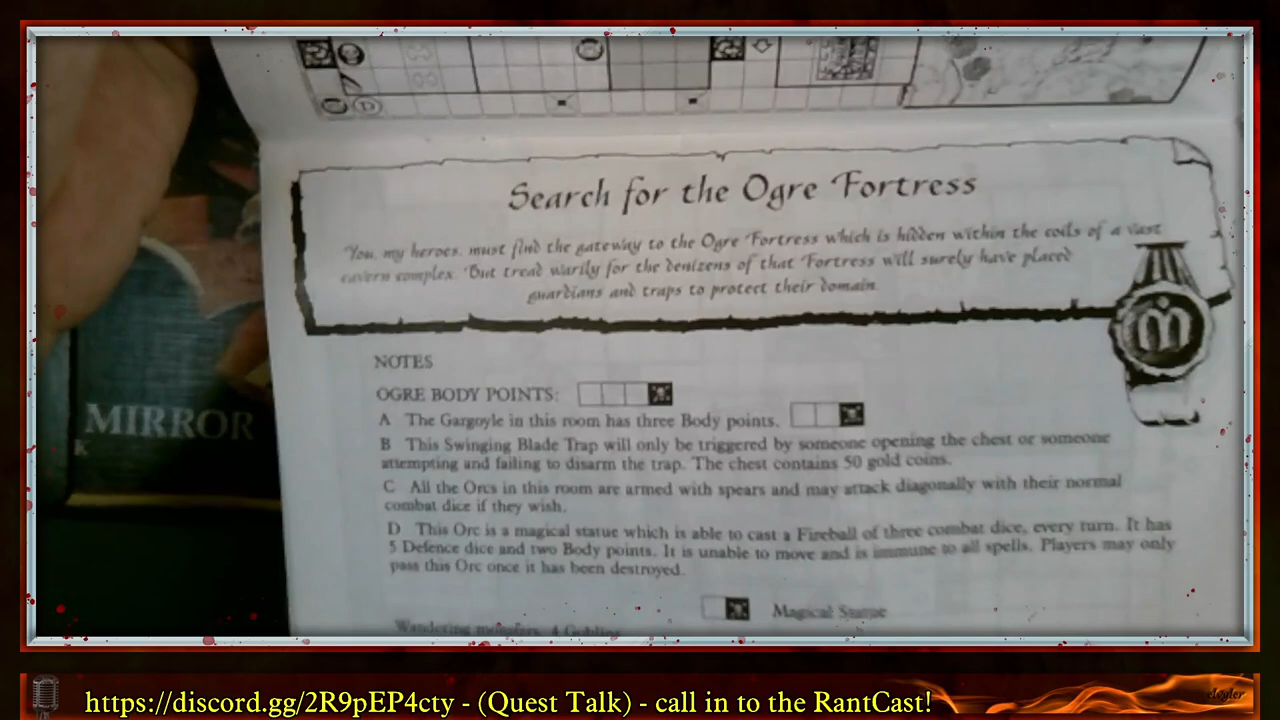 D
Search for the Ogre Fortress
You, my heroes, must find the gateway to the Ogre Fortress which is hidden within the coils of a vast
cavern complex. But tread warily for the denizens of that Fortress will surely have placed
guardians and traps to protect their domain.
NOTES
OGRE BODY POINTS:
A The Gargoyle in this room has three Body points.
B This Swinging Blade Trap will only be triggered by someone opening the chest or someone
attempting and failing to disarm the trap. The chest contains 50 gold coins.
C All the Orcs in this room are armed with spears and may attack diagonally with their normal
combat dice if they wish.
D This Orc is a magical statue which is able to cast a Fireball of three combat dice, every turn. It has
5 Defence dice and two Body points. It is unable to move and is immune to all spells. Players may only
pass this Orc once it has been destroyed.
Magical Statue
Wandering monsters, 4 Goblins
MIRROR
K
https://discord.gg/2R9pEP4cty - (Quest Talk) - call in to the RantCast!